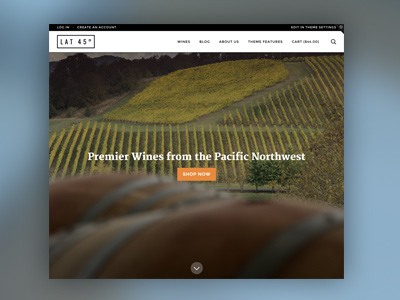 LOG IN CREATE AN ACCOUNT EDIT IN THEME SETTINGS
LAT 45° WINES BLOG ABOUT US THEME FEATURES CART ($44.00)
Premier Wines from the Pacific Northwest
SHOP NOW